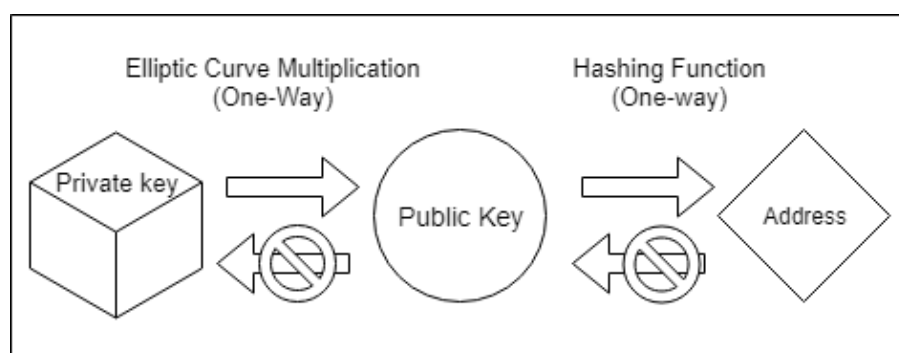 Elliptic Curve Multiplication
(One-Way)
Hashing Function
(One-way)
Private key
Public Key
Address